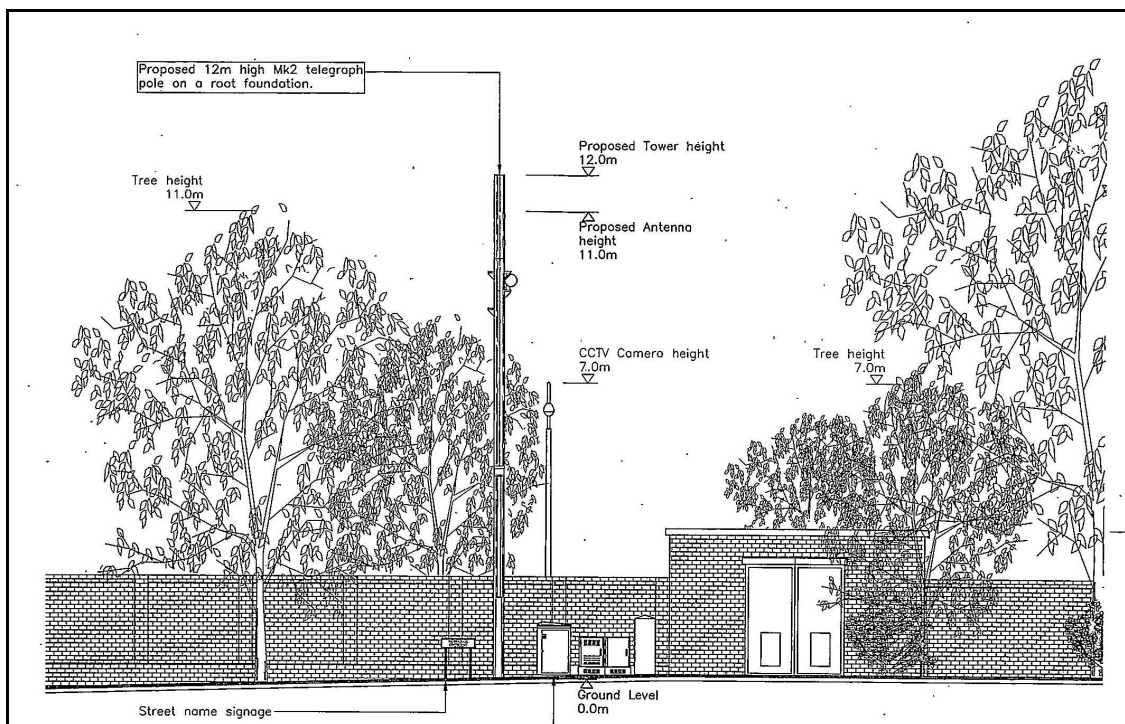 Proposed 12m high Mk2 telegraph
pole on a root foundation.
Proposed Tower height
12.0m
Tree height
11.0m
Proposed Antenna
height
11.0m
CCTV Camera height
7.0m
Tree height
7.0m
Ground Level
0.0m
Street name signage